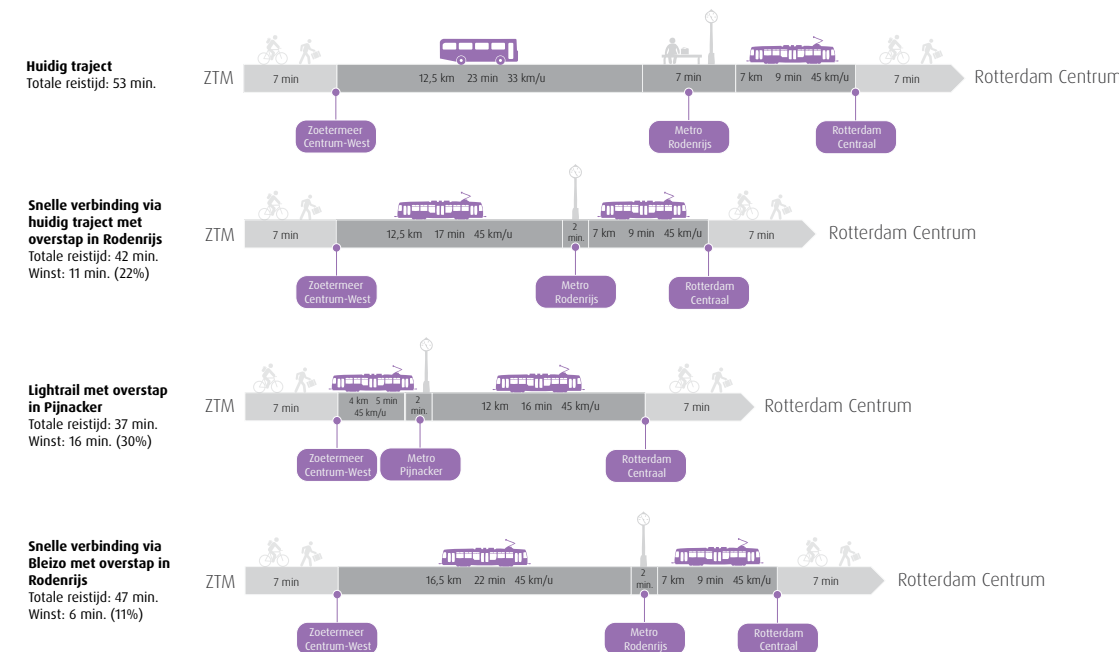 Huidig traject
Totale reistijd: 53 min.
ZTM
7 min
12,5 km 23 min 33 km/u
7 min
7 km 9 min 45 km/u
7 min
Rotterdam Centrum
Zoetermeer
Centrum-West
Metro
Rodenrijs
Rotterdam
Centraal
Snelle verbinding via
huidig traject met
overstap in Rodenrijs
Totale reistijd: 42 min.
Winst: 11 min. (22%)
ZTM
7 min
12,5 km 17 min 45 km/u
2
min.
7 km 9 min 45 km/u
7 min
Rotterdam Centrum
Zoetermeer
Centrum-West
Metro
Rodenrijs
Rotterdam
Centraal
Lightrail met overstap
in Pijnacker
Totale reistijd: 37 min.
Winst: 16 min. (30%)
ZTM
7 min
4 km 5 min
45 km/u
2
min.
12 km 16 min 45 km/u
7 min
Rotterdam Centrum
Zoetermeer
Centrum-West
Metro
Pijnacker
Rotterdam
Centraal
Snelle verbinding via
Bleizo met overstap in
Rodenrijs
Totale reistijd: 47 min.
Winst: 6 min. (11%)
ZTM
7 min
16,5 km 22 min 45 km/u
2
min.
7 km 9 min 45 km/u
7 min
Rotterdam Centrum
Zoetermeer
Centrum-West
Metro
Rodenrijs
Rotterdam
Centraal